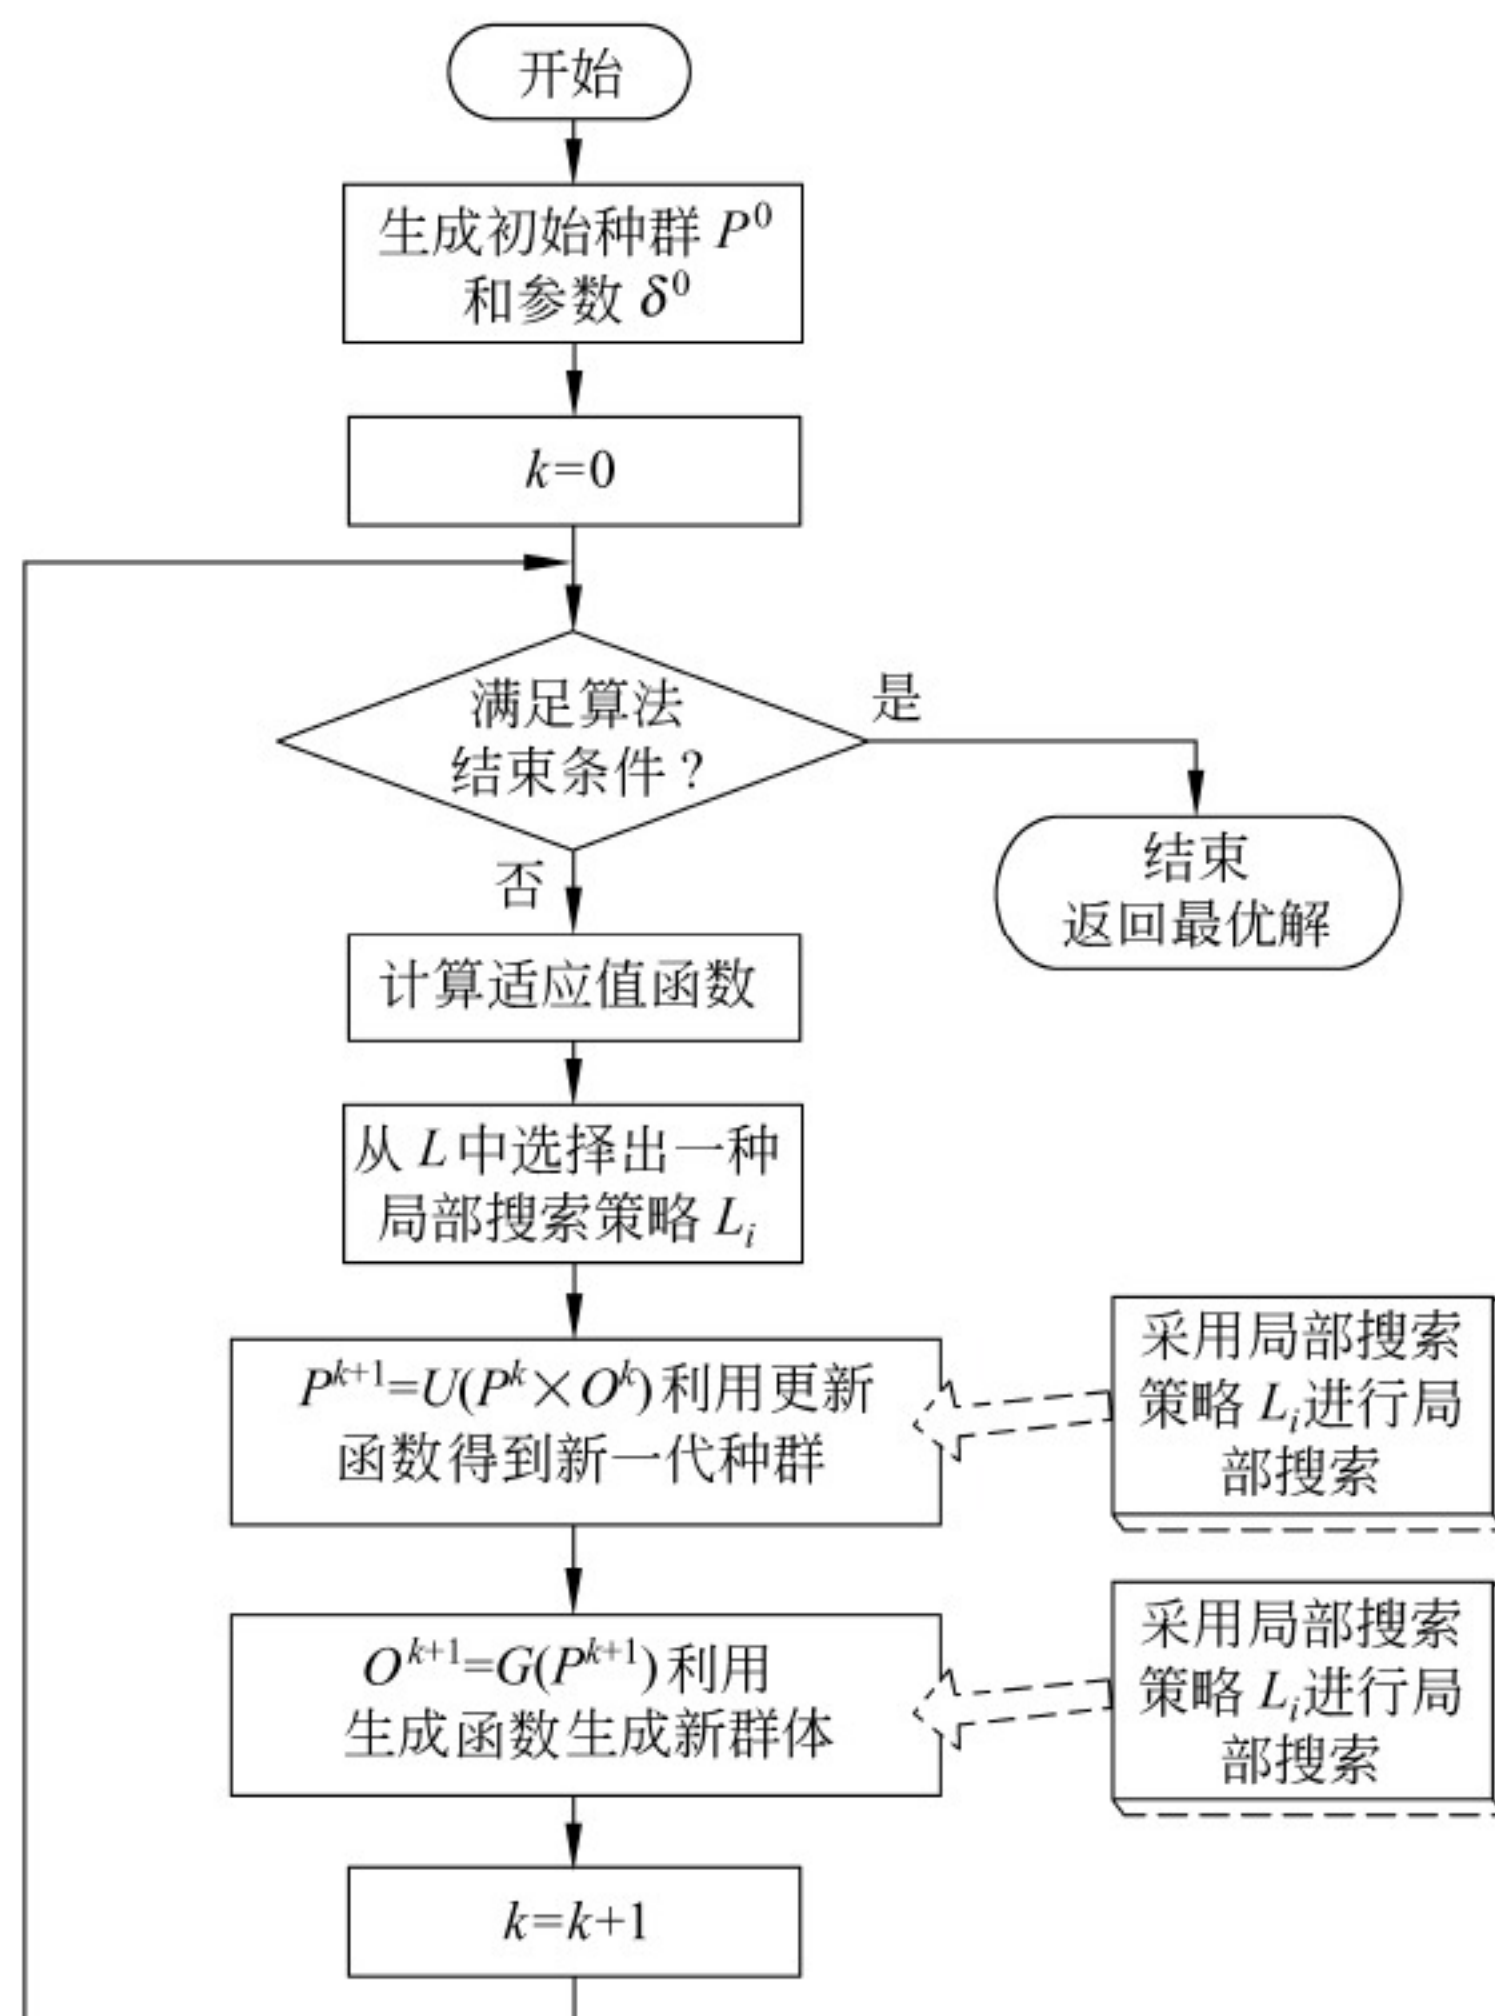 开始
生成初始种群 P⁰
和参数 δ⁰
k=0
满足算法
结束条件？
是
结束
返回最优解
否
计算适应值函数
从 L 中选择出一种
局部搜索策略 Lᵢ
Pᵏ⁺¹=U(Pᵏ×Oᵏ) 利用更新
函数得到新一代种群
采用局部搜索
策略 Lᵢ进行局
部搜索
Oᵏ⁺¹=G(Pᵏ⁺¹) 利用
生成函数生成新群体
采用局部搜索
策略 Lᵢ进行局
部搜索
k=k+1